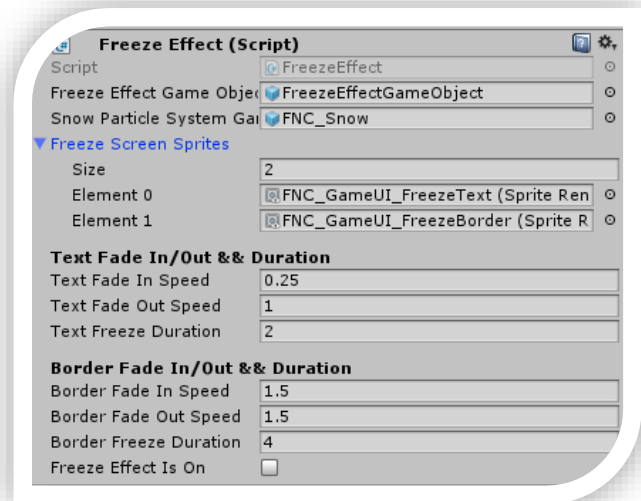 Freeze Effect (Script)
Script FreezeEffect
Freeze Effect Game Objec FreezeEffectGameObject
Snow Particle System Gar FNC_Snow
Freeze Screen Sprites
Size 2
Element 0 FNC_GameUI_FreezeText (Sprite Ren
Element 1 FNC_GameUI_FreezeBorder (Sprite R
Text Fade In/Out && Duration
Text Fade In Speed 0.25
Text Fade Out Speed 1
Text Freeze Duration 2
Border Fade In/Out && Duration
Border Fade In Speed 1.5
Border Fade Out Speed 1.5
Border Freeze Duration 4
Freeze Effect Is On